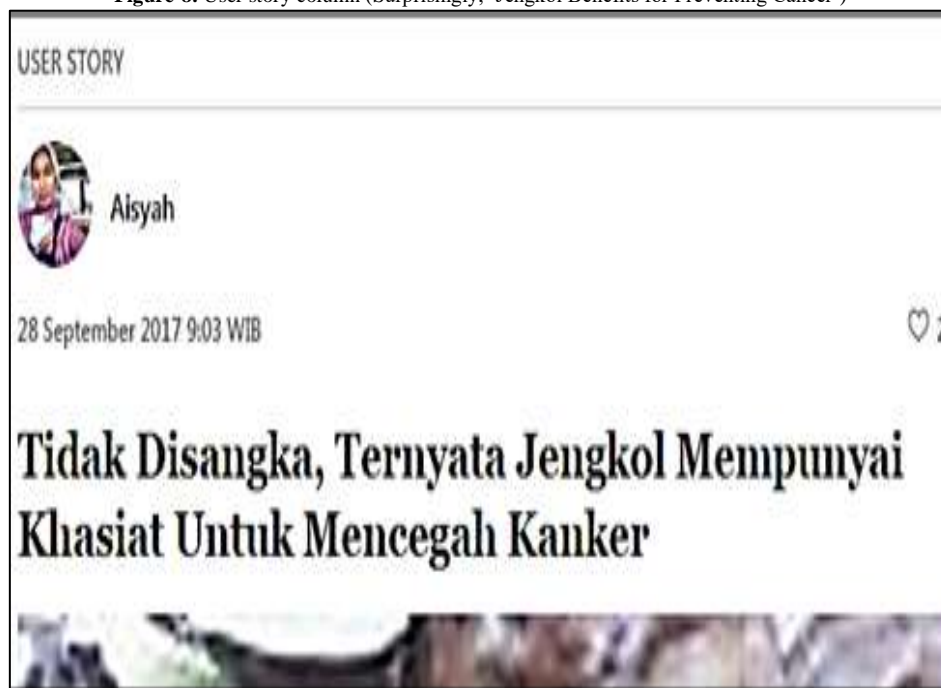 Figure 8. User story column (Surprisingly, "Jengkol Benefits for Preventing Cancer")
USER STORY
Aisyah
28 September 2017 9:03 WIB
Tidak Disangka, Ternyata Jengkol Mempunyai
Khasiat Untuk Mencegah Kanker